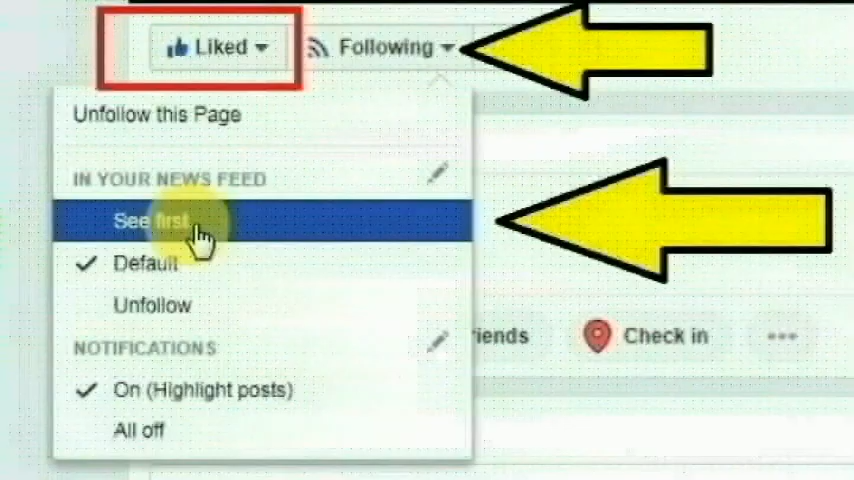 Liked Following
Unfollow this Page
IN YOUR NEWS FEED
See first
Default
Unfollow
NOTIFICATIONS
riends Check in
On (Highlight posts)
All off